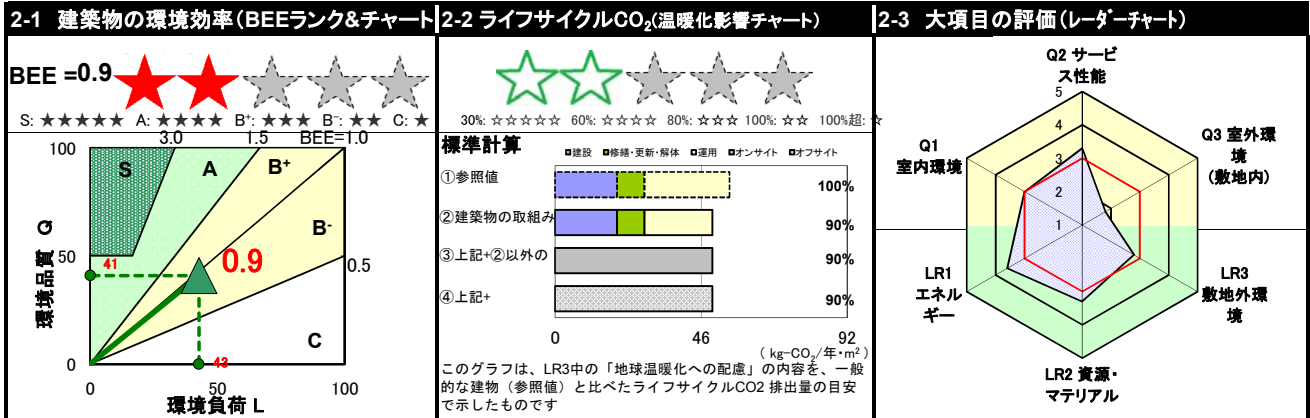 2-1 建築物の環境効率(BEEランク&チャート
BEE =0.9
S: ★★★★★ A: ★★★★ B⁺: ★★★ B⁻: ★★ C: ★
3.0 1.5 BEE=1.0
100
S
A
B⁺
B⁻
0.9
50
41
0.5
C
43
0
0 50 100
環境品質 Q
環境負荷 L
2-2 ライフサイクルCO₂(温暖化影響チャート)
30%: ☆☆☆☆☆ 60%: ☆☆☆☆ 80%: ☆☆☆ 100%: ☆☆ 100%超: ☆
標準計算
建設 修繕・更新・解体 運用 オンサイト オフサイト
①参照値 100%
②建築物の取組み 90%
③上記+②以外の 90%
④上記+ 90%
0 46 92
( kg-CO₂/年・m² )
このグラフは、LR3中の「地球温暖化への配慮」の内容を、一般
的な建物(参照値)と比べたライフサイクルCO2 排出量の目安
で示したものです
2-3 大項目の評価(レーダーチャート)
Q2 サービ
ス性能
5
4
3
2
1
Q1
室内環境
Q3 室外環
境
(敷地内)
LR1
エネル
ギー
LR3
敷地外環
境
LR2 資源・
マテリアル